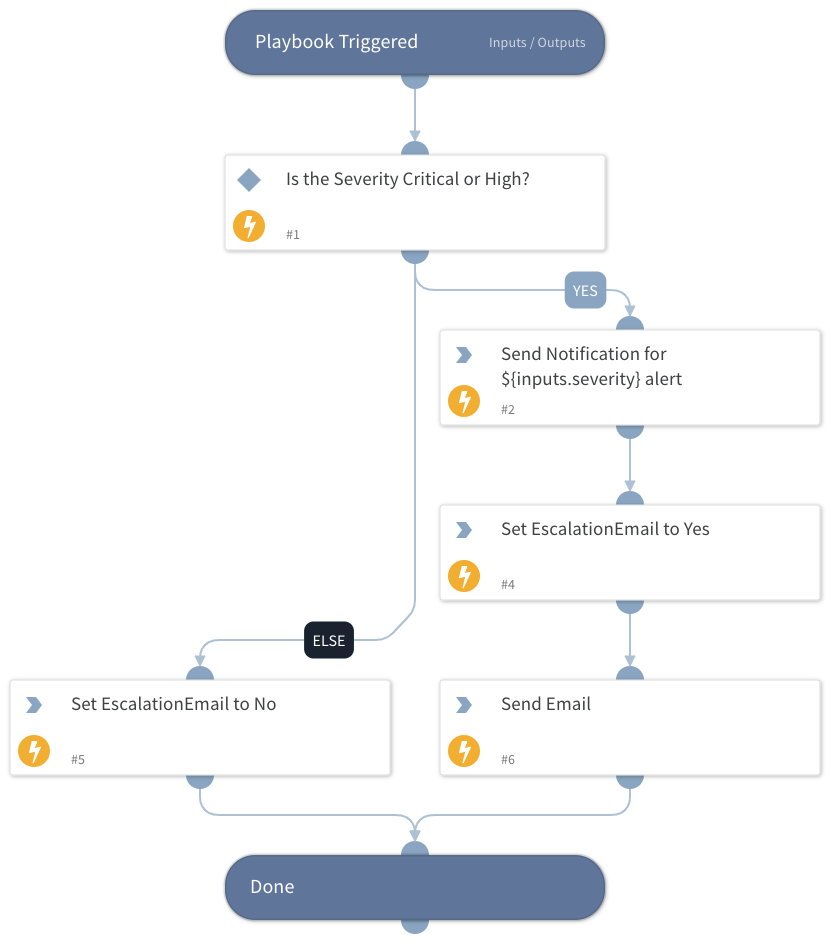 Playbook Triggered
Inputs / Outputs
Is the Severity Critical or High?
#1
YES
Send Notification for
${inputs.severity} alert
#2
Set EscalationEmail to Yes
#4
ELSE
Set EscalationEmail to No
#5
Send Email
#6
Done